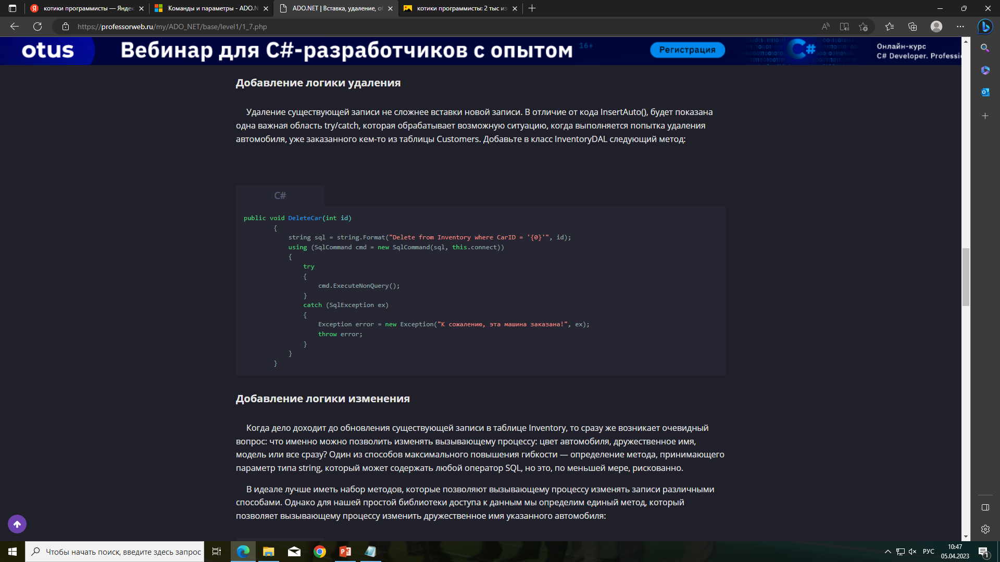 котики программисты — Яндек
Команды и параметры - ADO.N
ADO.NET | Вставка, удаление, об
котики программисты: 2 тыс из
https://professorweb.ru/my/ADO_NET/base/level1/1_7.php
otus
Вебинар для C#-разработчиков с опытом 16+
Регистрация
C#
Онлайн-курс
C# Developer. Professi
Добавление логики удаления
Удаление существующей записи не сложнее вставки новой записи. В отличие от кода InsertAuto(), будет показана
одна важная область try/catch, которая обрабатывает возможную ситуацию, когда выполняется попытка удаления
автомобиля, уже заказанного кем-то из таблицы Customers. Добавьте в класс InventoryDAL следующий метод:
C#
public void DeleteCar(int id)
{
string sql = string.Format("Delete from Inventory where CarID = '{0}'", id);
using (SqlCommand cmd = new SqlCommand(sql, this.connect))
{
try
{
cmd.ExecuteNonQuery();
}
catch (SqlException ex)
{
Exception error = new Exception("К сожалению, эта машина заказана!", ex);
throw error;
}
}
}
Добавление логики изменения
Когда дело доходит до обновления существующей записи в таблице Inventory, то сразу же возникает очевидный
вопрос: что именно можно позволить изменять вызывающему процессу: цвет автомобиля, дружественное имя,
модель или все сразу? Один из способов максимального повышения гибкости — определение метода, принимающего
параметр типа string, который может содержать любой оператор SQL, но это, по меньшей мере, рискованно.
В идеале лучше иметь набор методов, которые позволяют вызывающему процессу изменять записи различными
способами. Однако для нашей простой библиотеки доступа к данным мы определим единый метод, который
позволяет вызывающему процессу изменить дружественное имя указанного автомобиля:
Чтобы начать поиск, введите здесь запрос
РУС
10:47
05.04.2023
1